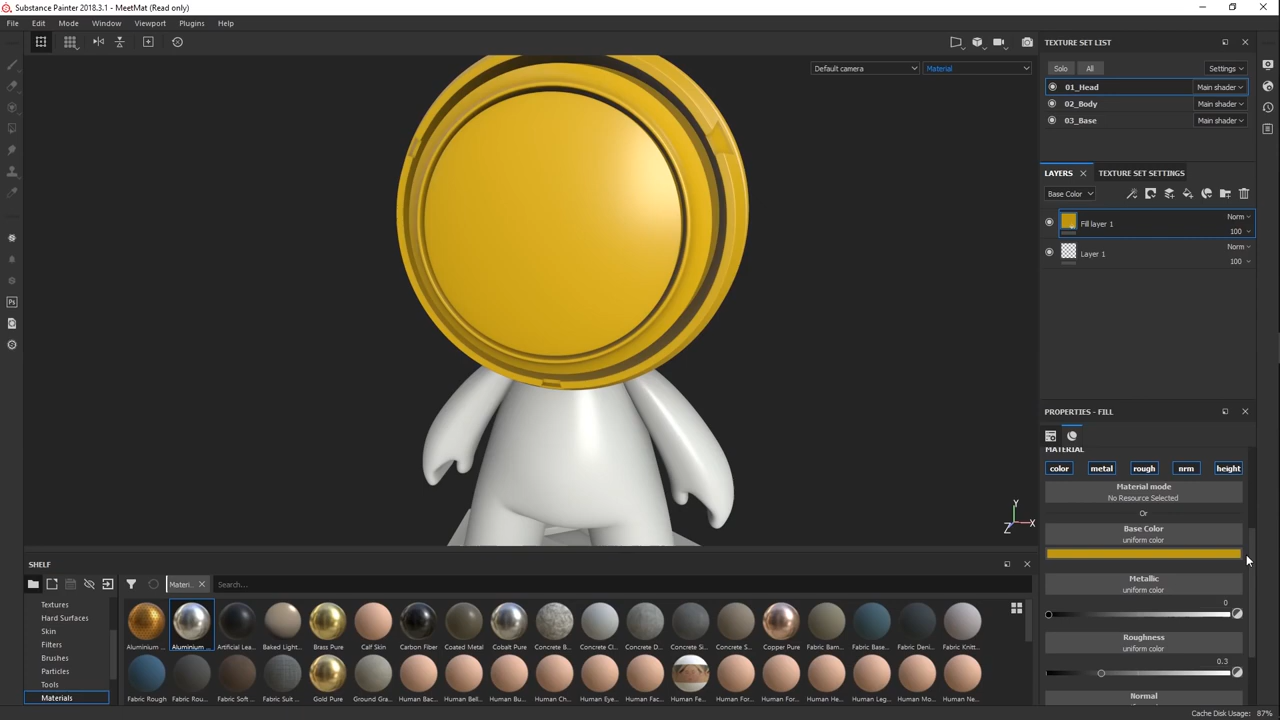 Substance Painter 2018.3.1 - MeetMat (Read only)
File Edit Mode Window Viewport Plugins Help
Default camera
Material
TEXTURE SET LIST
Solo All Settings
01_Head Main shader
02_Body Main shader
03_Base Main shader
LAYERS TEXTURE SET SETTINGS
Base Color
Fill layer 1 Norm
100
Layer 1 Norm
100
PROPERTIES - FILL
MATERIAL
color metal rough nrm height
Material mode
No Resource Selected
Or
Base Color
uniform color
Metallic
uniform color
0
Roughness
uniform color
0.3
Normal
Y
X
Z
SHELF
Materi... Search...
Textures
Hard Surfaces
Skin
Filters
Brushes
Particles
Tools
Materials
Aluminium ... Aluminium ... Artificial Lea... Baked Light... Brass Pure Calf Skin Carbon Fiber Coated Metal Cobalt Pure Concrete B... Concrete Cl... Concrete D... Concrete Si... Concrete S... Copper Pure Fabric Bam... Fabric Base... Fabric Deni... Fabric Knitt...
Fabric Rough Fabric Rou... Fabric Soft ... Fabric Suit ... Gold Pure Ground Gra... Human Bac... Human Bell... Human Bu... Human Ch... Human Eye... Human Fac... Human Fe... Human For... Human For... Human He... Human Leg... Human Mo... Human Ne...
Cache Disk Usage: 87%
Ps